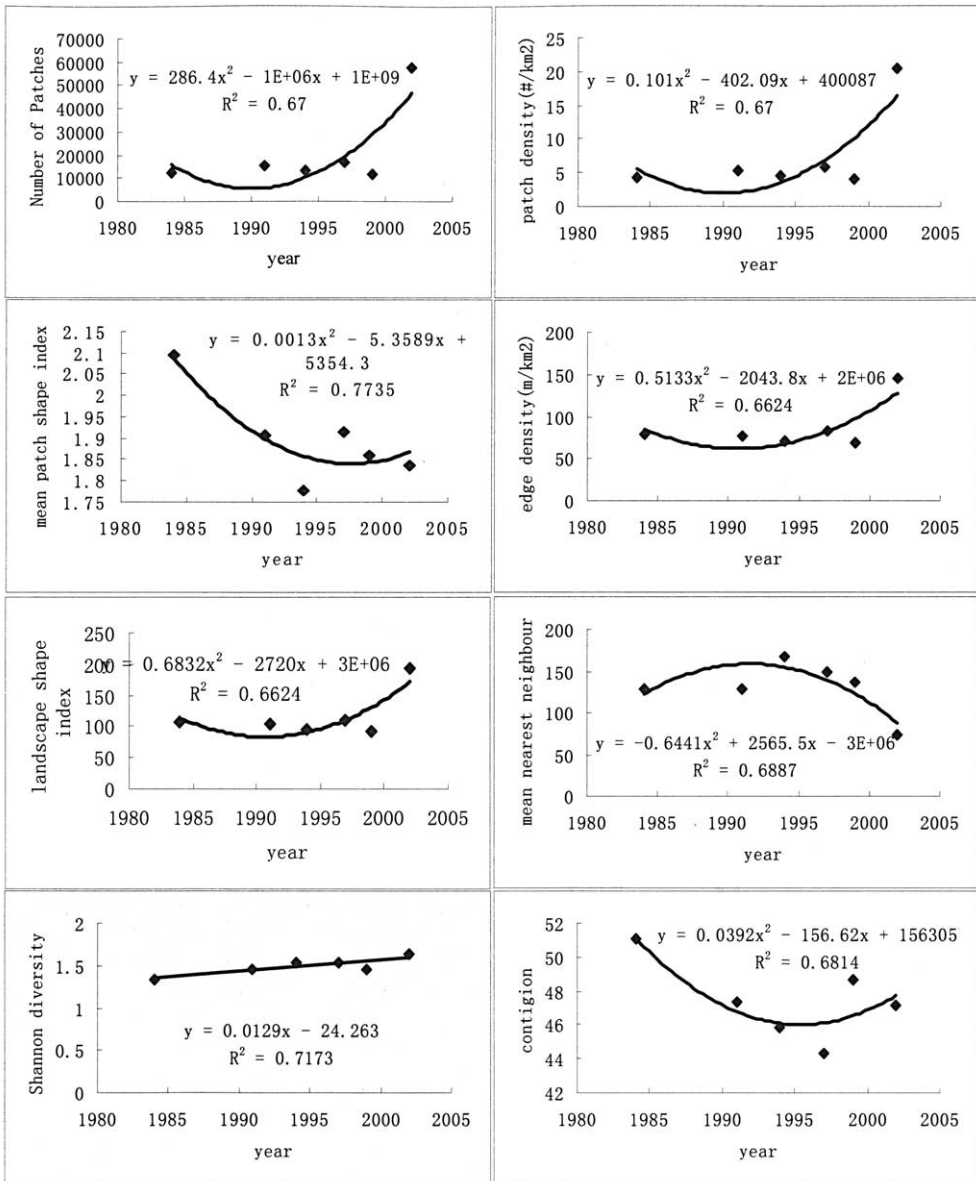 Number of Patches
70000
60000
50000
40000
30000
20000
10000
0
y = 286.4x² - 1E+06x + 1E+09
R² = 0.67
1980 1985 1990 1995 2000 2005
year
patch density(#/km2)
25
20
15
10
5
0
y = 0.101x² - 402.09x + 400087
R² = 0.67
1980 1985 1990 1995 2000 2005
year
mean patch shape index
2.15
2.1
2.05
2
1.95
1.9
1.85
1.8
1.75
y = 0.0013x² - 5.3589x +
5354.3
R² = 0.7735
1980 1985 1990 1995 2000 2005
year
edge density(m/km2)
200
150
100
50
0
y = 0.5133x² - 2043.8x + 2E+06
R² = 0.6624
1980 1985 1990 1995 2000 2005
year
landscape shape
index
250
200
150
100
50
0
= 0.6832x² - 2720x + 3E+06
R² = 0.6624
1980 1985 1990 1995 2000 2005
year
mean nearest neighbour
200
150
100
50
0
y = -0.6441x² + 2565.5x - 3E+06
R² = 0.6887
1980 1985 1990 1995 2000 2005
year
Shannon diversity
2
1.5
1
0.5
0
y = 0.0129x - 24.263
R² = 0.7173
1980 1985 1990 1995 2000 2005
year
contigion
52
50
48
46
44
42
y = 0.0392x² - 156.62x + 156305
R² = 0.6814
1980 1985 1990 1995 2000 2005
year